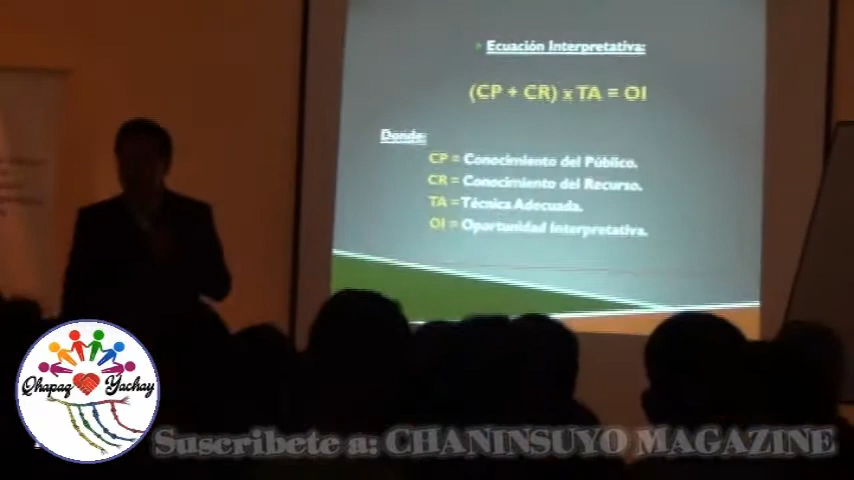 Ecuación Interpretativa:
(CP + CR) x TA = OI
Donde:
CP = Conocimiento del Público.
CR = Conocimiento del Recurso.
TA = Técnica Adecuada.
OI = Oportunidad Interpretativa.
Qhapaq Yachay
Suscribete a: CHANINSUYO MAGAZINE